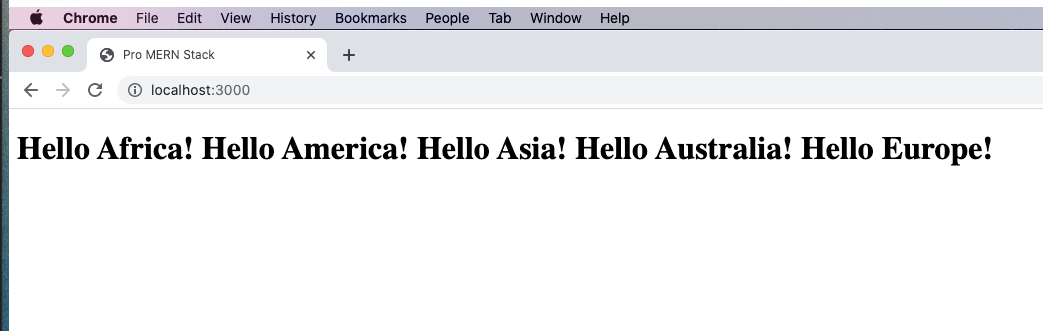 Chrome File Edit View History Bookmarks People Tab Window Help
Pro MERN Stack
localhost:3000
Hello Africa! Hello America! Hello Asia! Hello Australia! Hello Europe!